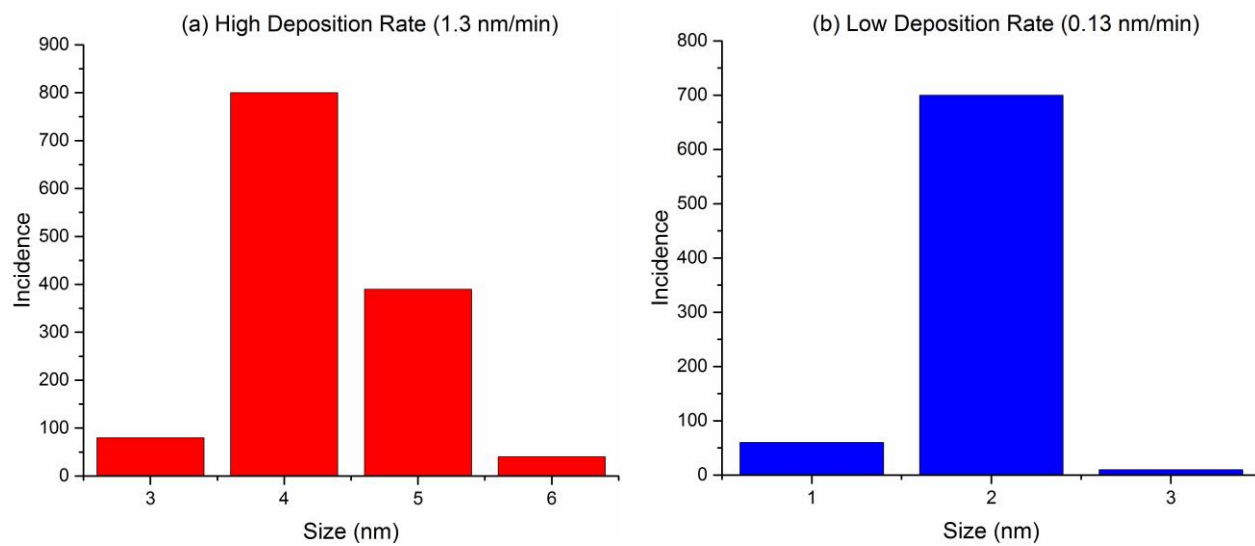 (a) High Deposition Rate (1.3 nm/min)
900
800
700
600
500
400
300
200
100
0
Incidence
3 4 5 6
Size (nm)
(b) Low Deposition Rate (0.13 nm/min)
800
700
600
500
400
300
200
100
0
Incidence
1 2 3
Size (nm)